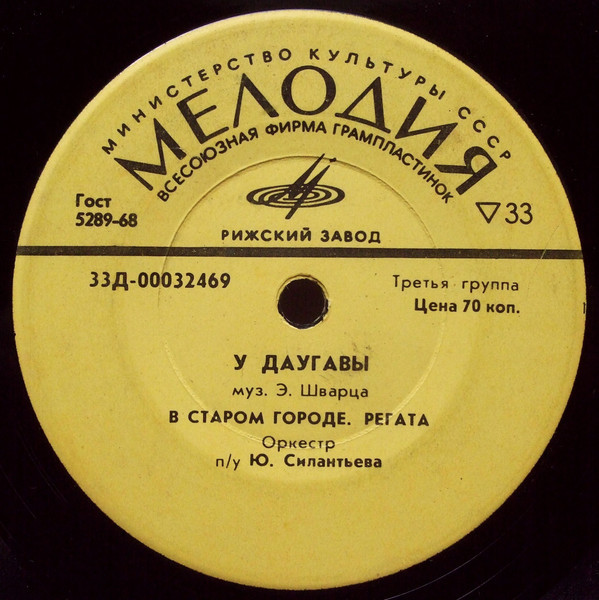 МИНИСТЕРСТВО КУЛЬТУРЫ СССР
МЕЛОДИЯ
ВСЕСОЮЗНАЯ ФИРМА ГРАМПЛАСТИНОК
Гост
5289-68
▽33
РИЖСКИЙ ЗАВОД
33Д-00032469
Третья группа
Цена 70 коп.
У ДАУГАВЫ
муз. Э. Шварца
В СТАРОМ ГОРОДЕ. РЕГАТА
Оркестр
п/у Ю. Силантьева